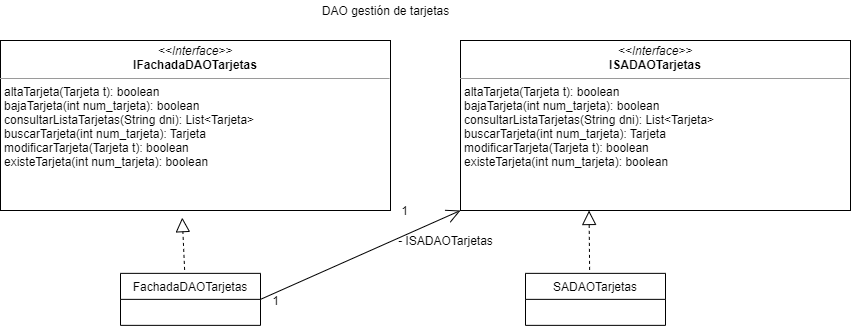 DAO gestión de tarjetas
<<Interface>>
IFachadaDAOTarjetas
altaTarjeta(Tarjeta t): boolean
bajaTarjeta(int num_tarjeta): boolean
consultarListaTarjetas(String dni): List<Tarjeta>
buscarTarjeta(int num_tarjeta): Tarjeta
modificarTarjeta(Tarjeta t): boolean
existeTarjeta(int num_tarjeta): boolean
<<Interface>>
ISADAOTarjetas
altaTarjeta(Tarjeta t): boolean
bajaTarjeta(int num_tarjeta): boolean
consultarListaTarjetas(String dni): List<Tarjeta>
buscarTarjeta(int num_tarjeta): Tarjeta
modificarTarjeta(Tarjeta t): boolean
existeTarjeta(int num_tarjeta): boolean
1
- ISADAOTarjetas
FachadaDAOTarjetas
1
SADAOTarjetas